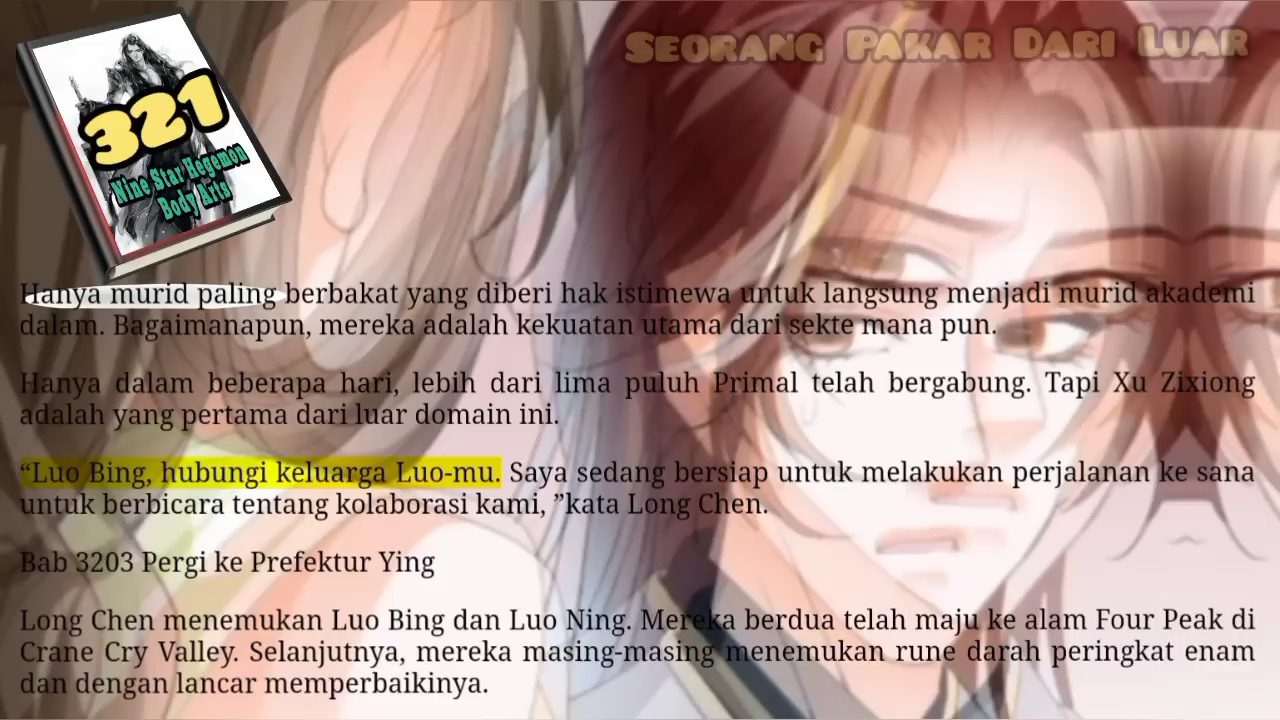 Seorang Pakar Dari Luar
321
Nine Star Hegemon
Body Arts
Hanya murid paling berbakat yang diberi hak istimewa untuk langsung menjadi murid akademi
dalam. Bagaimanapun, mereka adalah kekuatan utama dari sekte mana pun.
Hanya dalam beberapa hari, lebih dari lima puluh Primal telah bergabung. Tapi Xu Zixiong
adalah yang pertama dari luar domain ini.
“Luo Bing, hubungi keluarga Luo-mu. Saya sedang bersiap untuk melakukan perjalanan ke sana
untuk berbicara tentang kolaborasi kami, ”kata Long Chen.
Bab 3203 Pergi ke Prefektur Ying
Long Chen menemukan Luo Bing dan Luo Ning. Mereka berdua telah maju ke alam Four Peak di
Crane Cry Valley. Selanjutnya, mereka masing-masing menemukan rune darah peringkat enam
dan dengan lancar memperbaikinya.